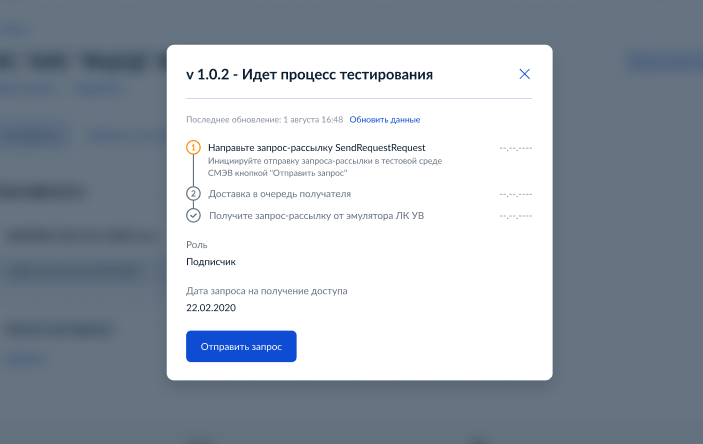 v 1.0.2 - Идет процесс тестирования
Последнее обновление: 1 августа 16:48 Обновить данные
1 Направьте запрос-рассылку SendRequestRequest --.--.----
Инициируйте отправку запроса-рассылки в тестовой среде
СМЭВ кнопкой "Отправить запрос"
2 Доставка в очередь получателя --.--.----
Получите запрос-рассылку от эмулятора ЛК УВ --.--.----
Роль
Подписчик
Дата запроса на получение доступа
22.02.2020
Отправить запрос